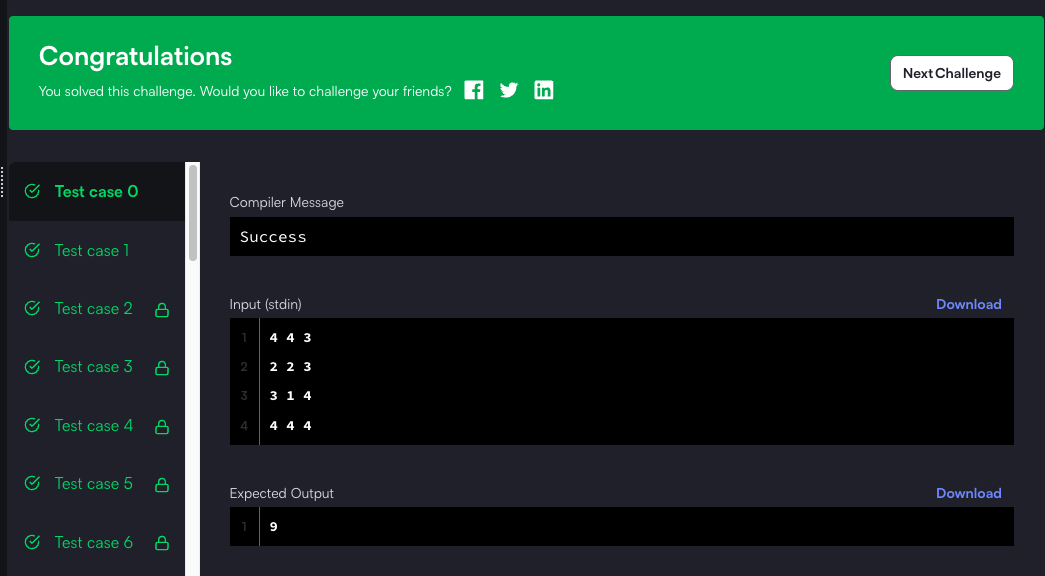 Congratulations
You solved this challenge. Would you like to challenge your friends?
Next Challenge
Test case 0
Test case 1
Test case 2
Test case 3
Test case 4
Test case 5
Test case 6
Compiler Message
Success
Input (stdin)
Download
1 4 4 3
2 2 2 3
3 3 1 4
4 4 4 4
Expected Output
Download
1 9